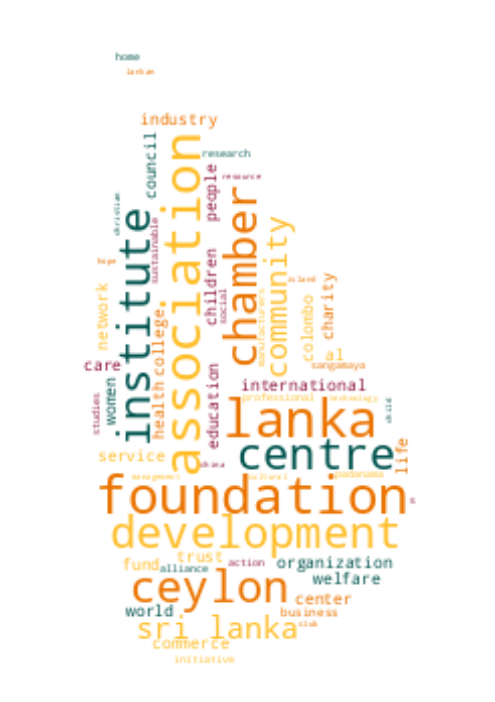 home
lankan
industry
council
association
research
resource
people
christian
institute
sustainable
chamber
community
children
social
hope
network
health
college
manufacturers
colombo
charity
al
sangamaya
care
women
studies
education
international
professional
technology
child
lanka
service
centre
life
china
management
padanama
foundation
s
development
fund
trust
alliance
action
organization
welfare
ceylon
center
world
business
sri lanka
club
commerce
initiative